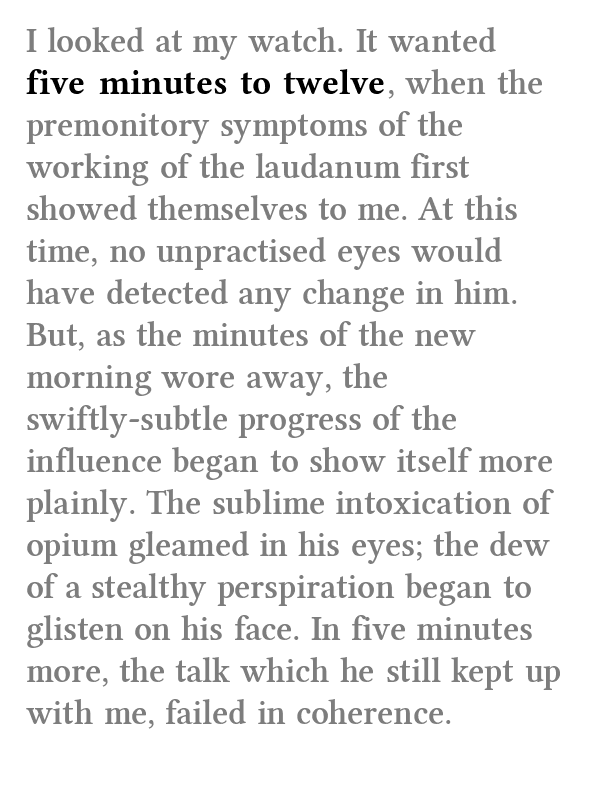 I looked at my watch. It wanted
five minutes to twelve, when the
premonitory symptoms of the
working of the laudanum first
showed themselves to me. At this
time, no unpractised eyes would
have detected any change in him.
But, as the minutes of the new
morning wore away, the
swiftly-subtle progress of the
influence began to show itself more
plainly. The sublime intoxication of
opium gleamed in his eyes; the dew
of a stealthy perspiration began to
glisten on his face. In five minutes
more, the talk which he still kept up
with me, failed in coherence.